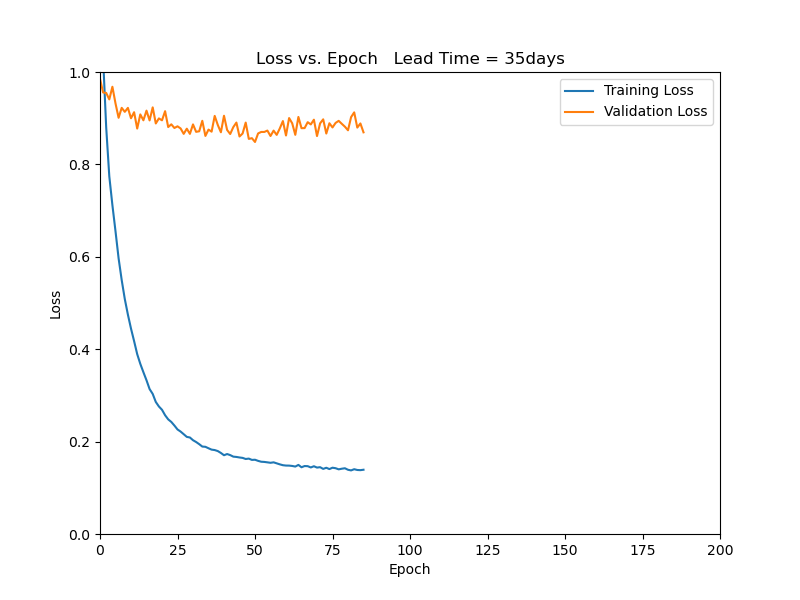 Loss vs. Epoch   Lead Time = 35days
Training Loss
Validation Loss
1.0
0.8
0.6
0.4
0.2
0.0
Loss
0 25 50 75 100 125 150 175 200
Epoch